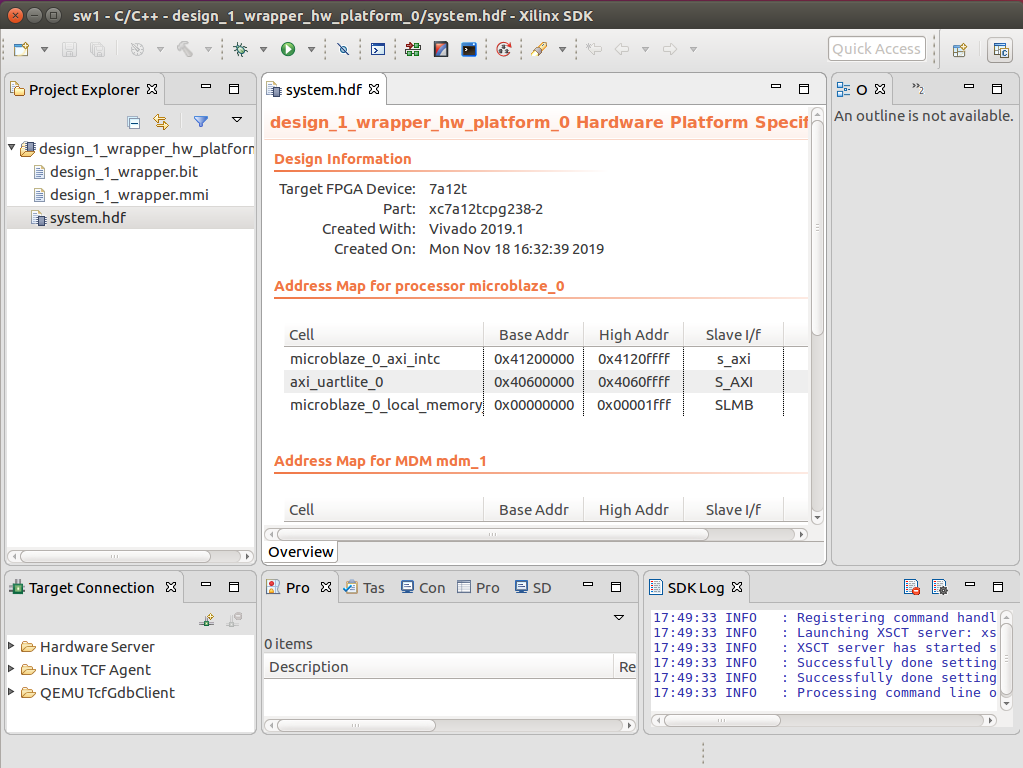 sw1 - C/C++ - design_1_wrapper_hw_platform_0/system.hdf - Xilinx SDK
Quick Access
Project Explorer
design_1_wrapper_hw_platform
design_1_wrapper.bit
design_1_wrapper.mmi
system.hdf
system.hdf
design_1_wrapper_hw_platform_0 Hardware Platform Specif
Design Information
Target FPGA Device: 7a12t
Part: xc7a12tcpg238-2
Created With: Vivado 2019.1
Created On: Mon Nov 18 16:32:39 2019
Address Map for processor microblaze_0
Cell Base Addr High Addr Slave I/f
microblaze_0_axi_intc 0x41200000 0x4120ffff s_axi
axi_uartlite_0 0x40600000 0x4060ffff S_AXI
microblaze_0_local_memory 0x00000000 0x00001fff SLMB
Address Map for MDM mdm_1
Cell Base Addr High Addr Slave I/f
Overview
O
2
An outline is not available.
Target Connection
Hardware Server
Linux TCF Agent
QEMU TcfGdbClient
Pro Tas Con Pro SD
0 items
Description Re
SDK Log
17:49:33 INFO : Registering command handl
17:49:33 INFO : Launching XSCT server: xs
17:49:33 INFO : XSCT server has started s
17:49:33 INFO : Successfully done setting
17:49:33 INFO : Successfully done setting
17:49:33 INFO : Processing command line o